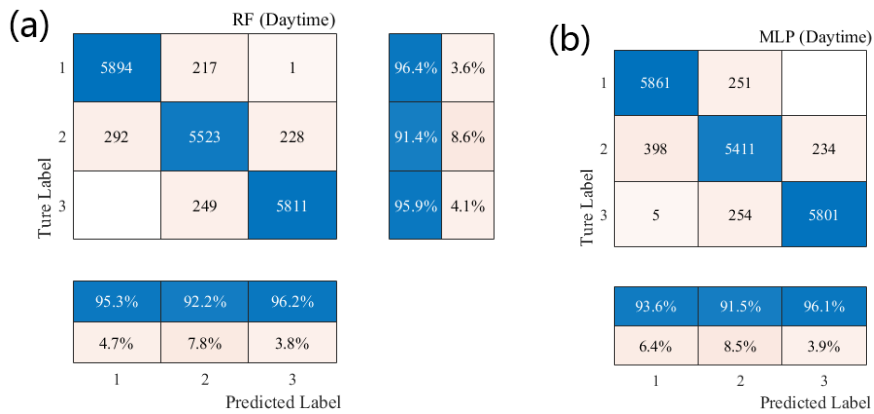 (a)
RF (Daytime)
1 5894 217 1 96.4% 3.6%
2 292 5523 228 91.4% 8.6%
3 249 5811 95.9% 4.1%
Ture Label
95.3% 92.2% 96.2%
4.7% 7.8% 3.8%
1 2 3
Predicted Label
(b)
MLP (Daytime)
1 5861 251
2 398 5411 234
3 5 254 5801
Ture Label
93.6% 91.5% 96.1%
6.4% 8.5% 3.9%
1 2 3
Predicted Label